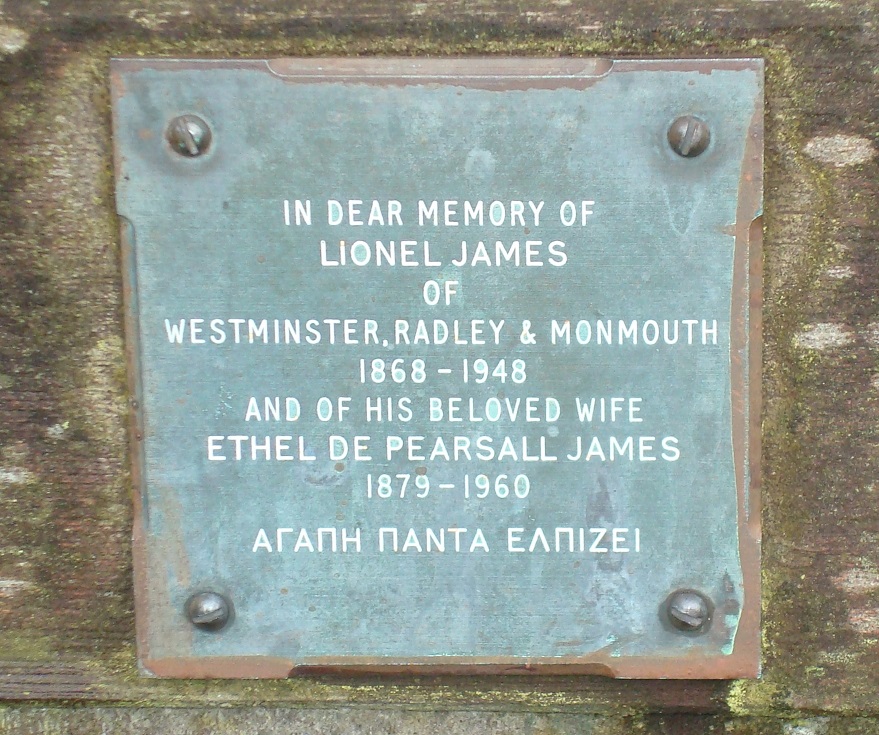 IN DEAR MEMORY OF
LIONEL JAMES
OF
WESTMINSTER, RADLEY & MONMOUTH
1868 - 1948
AND OF HIS BELOVED WIFE
ETHEL DE PEARSALL JAMES
1879 - 1960
ΑΓΑΠΗ ΠΑΝΤΑ ΕΛΠΙΖΕΙ